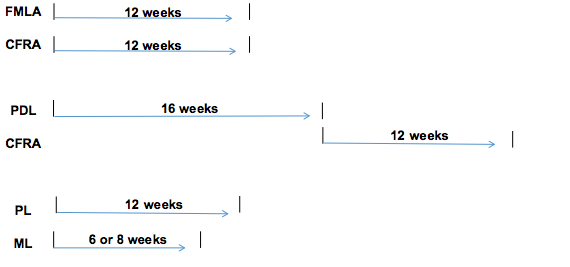 FMLA 12 weeks
CFRA 12 weeks
PDL 16 weeks
CFRA 12 weeks
PL 12 weeks
ML 6 or 8 weeks